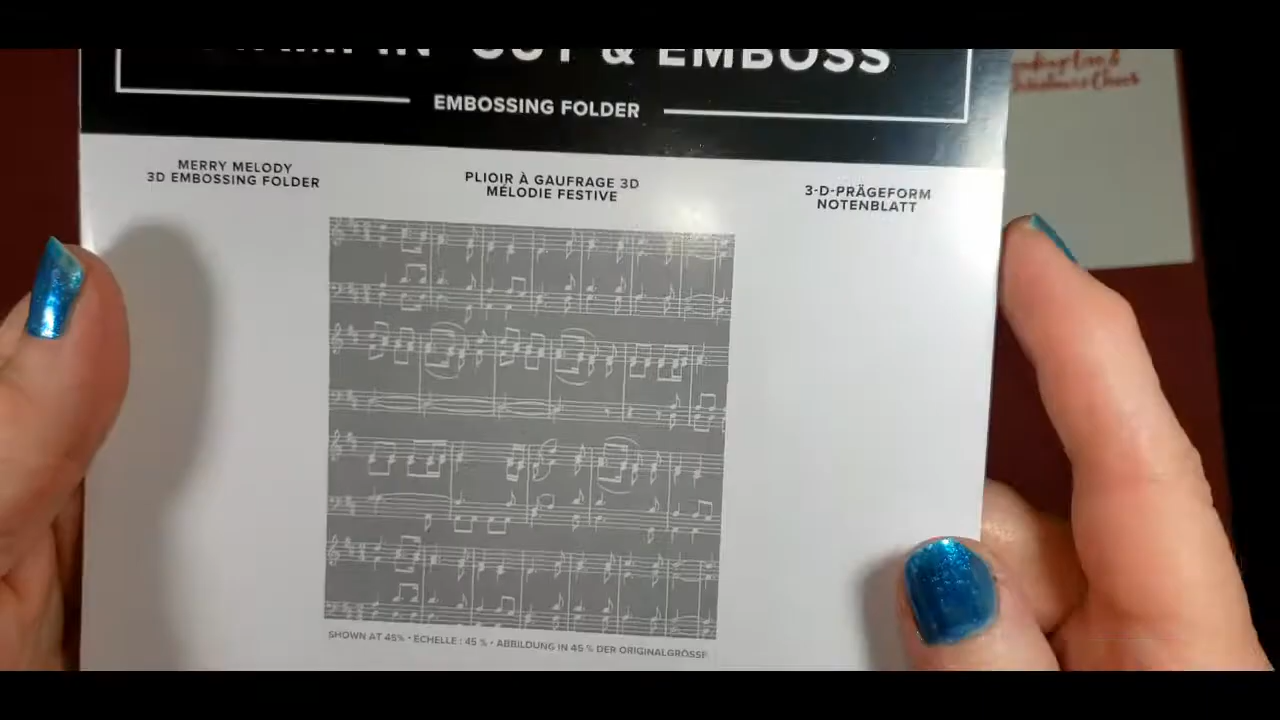 CUT & EMBOSS
EMBOSSING FOLDER
MERRY MELODY
3D EMBOSSING FOLDER
PLIOIR À GAUFRAGE 3D
MÉLODIE FESTIVE
3-D-PRÄGEFORM
NOTENBLATT
SHOWN AT 45% • ECHELLE : 45 % • ABBILDUNG IN 45 % DER ORIGINALGRÖSSE